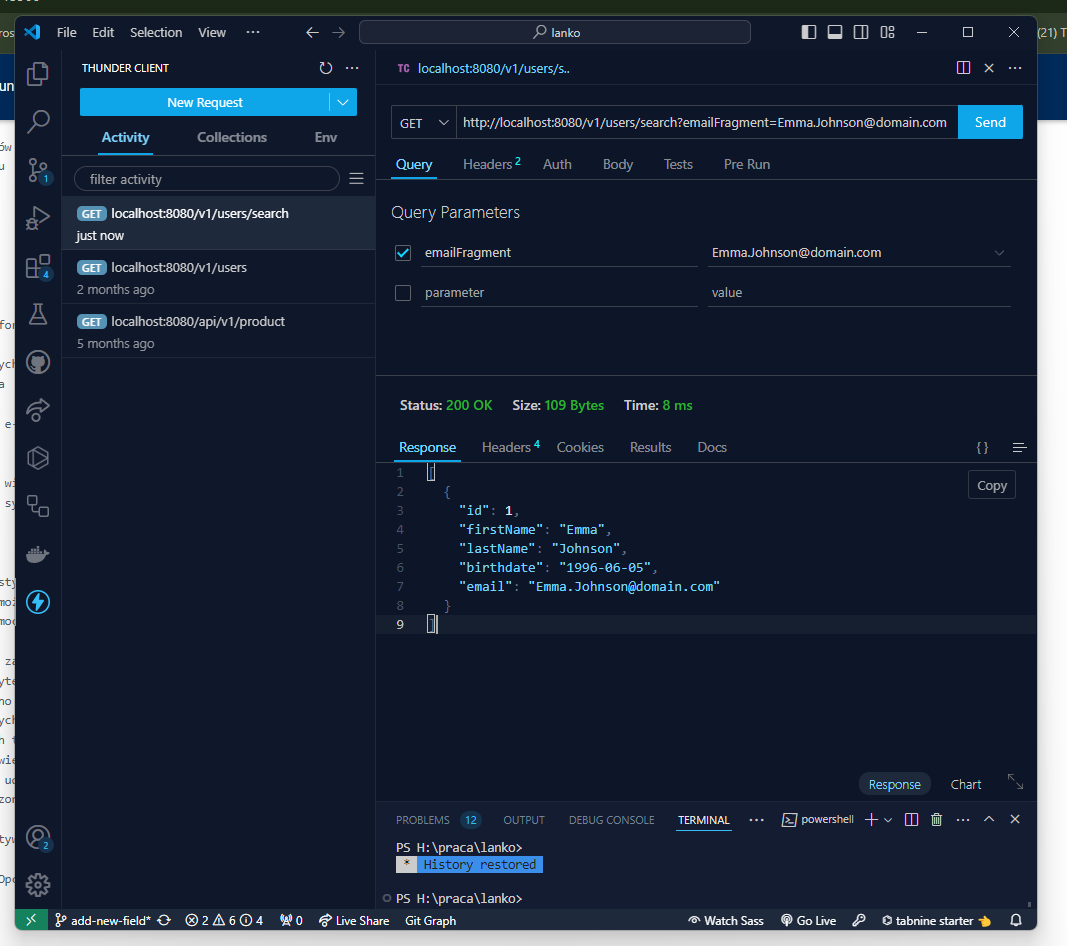 File Edit Selection View ··· lanko
(21) T
THUNDER CLIENT
New Request
Activity Collections Env
filter activity
GET localhost:8080/v1/users/search
just now
GET localhost:8080/v1/users
2 months ago
GET localhost:8080/api/v1/product
5 months ago
1
4
2
TC localhost:8080/v1/users/s..
GET http://localhost:8080/v1/users/search?emailFragment=Emma.Johnson@domain.com Send
Query Headers 2 Auth Body Tests Pre Run
Query Parameters
emailFragment Emma.Johnson@domain.com
parameter value
Status: 200 OK Size: 109 Bytes Time: 8 ms
Response Headers 4 Cookies Results Docs { }
Copy
1 [
2 {
3 "id": 1,
4 "firstName": "Emma",
5 "lastName": "Johnson",
6 "birthdate": "1996-06-05",
7 "email": "Emma.Johnson@domain.com"
8 }
9 ]
Response Chart
PROBLEMS 12 OUTPUT DEBUG CONSOLE TERMINAL ··· powershell
PS H:\praca\lanko>
* History restored
PS H:\praca\lanko>
add-new-field* 2 6 4 0 Live Share Git Graph Watch Sass Go Live tabnine starter